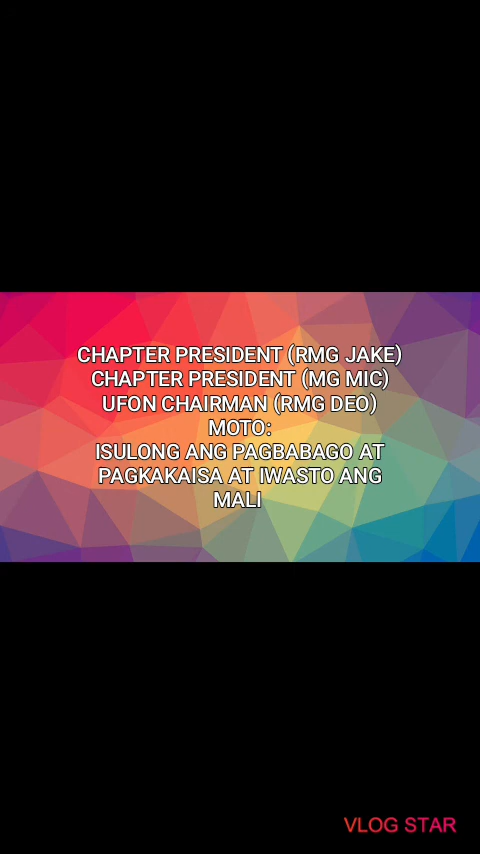 CHAPTER PRESIDENT (RMG JAKE)
CHAPTER PRESIDENT (MG MIC)
UFON CHAIRMAN (RMG DEO)
MOTO:
ISULONG ANG PAGBABAGO AT
PAGKAKAISA AT IWASTO ANG
MALI
VLOG STAR